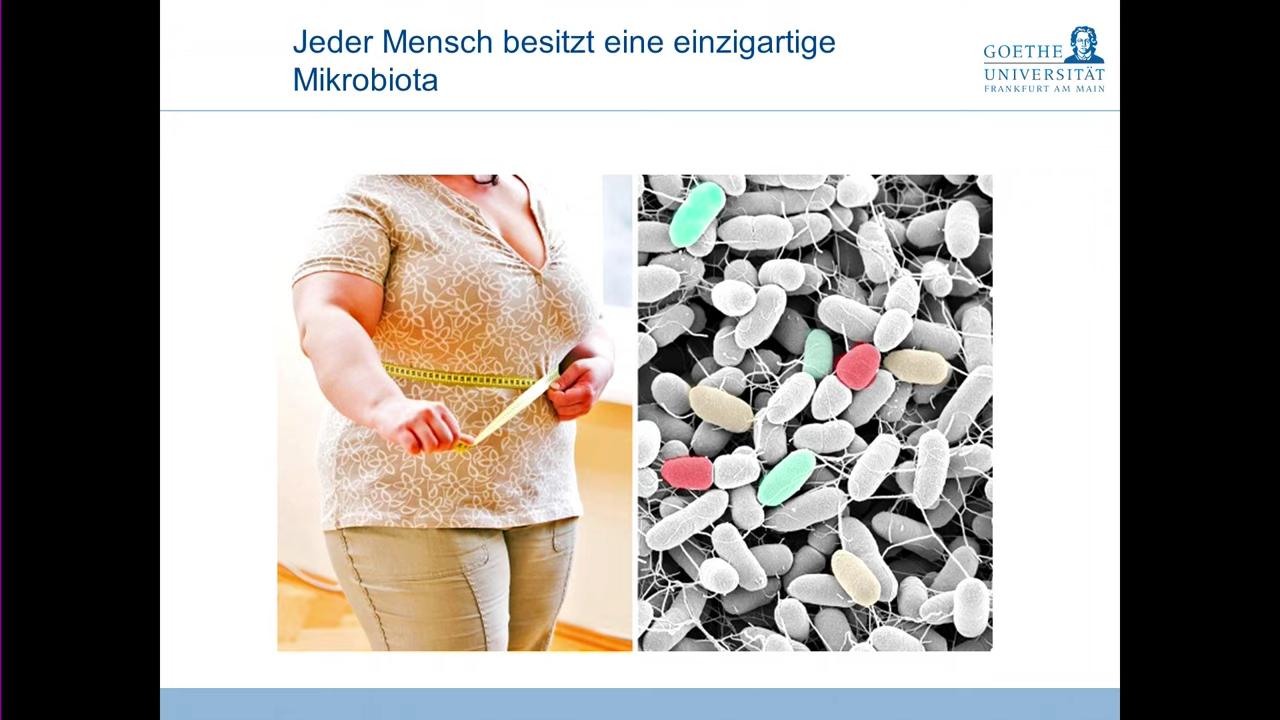 Jeder Mensch besitzt eine einzigartige
Mikrobiota
GOETHE
UNIVERSITÄT
FRANKFURT AM MAIN